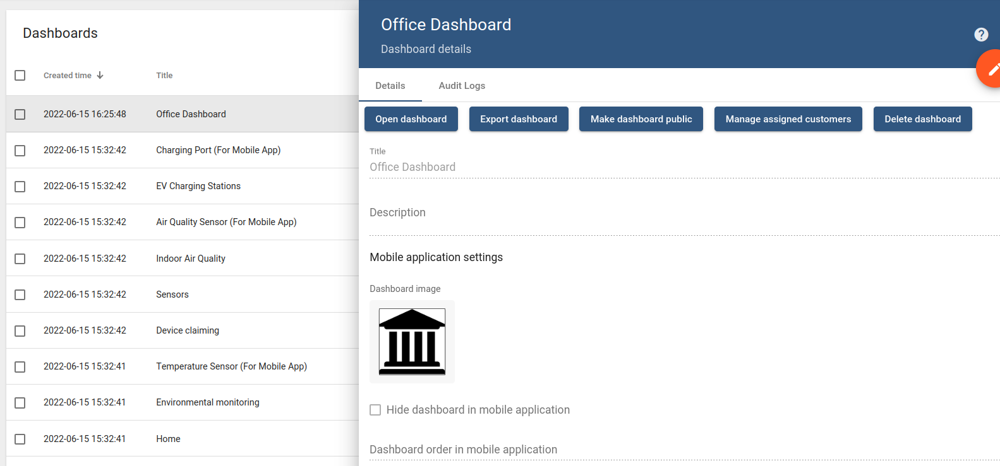 Dashboards
Created time Title
2022-06-15 16:25:48 Office Dashboard
2022-06-15 15:32:42 Charging Port (For Mobile App)
2022-06-15 15:32:42 EV Charging Stations
2022-06-15 15:32:42 Air Quality Sensor (For Mobile App)
2022-06-15 15:32:42 Indoor Air Quality
2022-06-15 15:32:42 Sensors
2022-06-15 15:32:42 Device claiming
2022-06-15 15:32:41 Temperature Sensor (For Mobile App)
2022-06-15 15:32:41 Environmental monitoring
2022-06-15 15:32:41 Home
Office Dashboard
Dashboard details
?
Details Audit Logs
Open dashboard Export dashboard Make dashboard public Manage assigned customers Delete dashboard
Title
Office Dashboard
Description
Mobile application settings
Dashboard image
Hide dashboard in mobile application
Dashboard order in mobile application